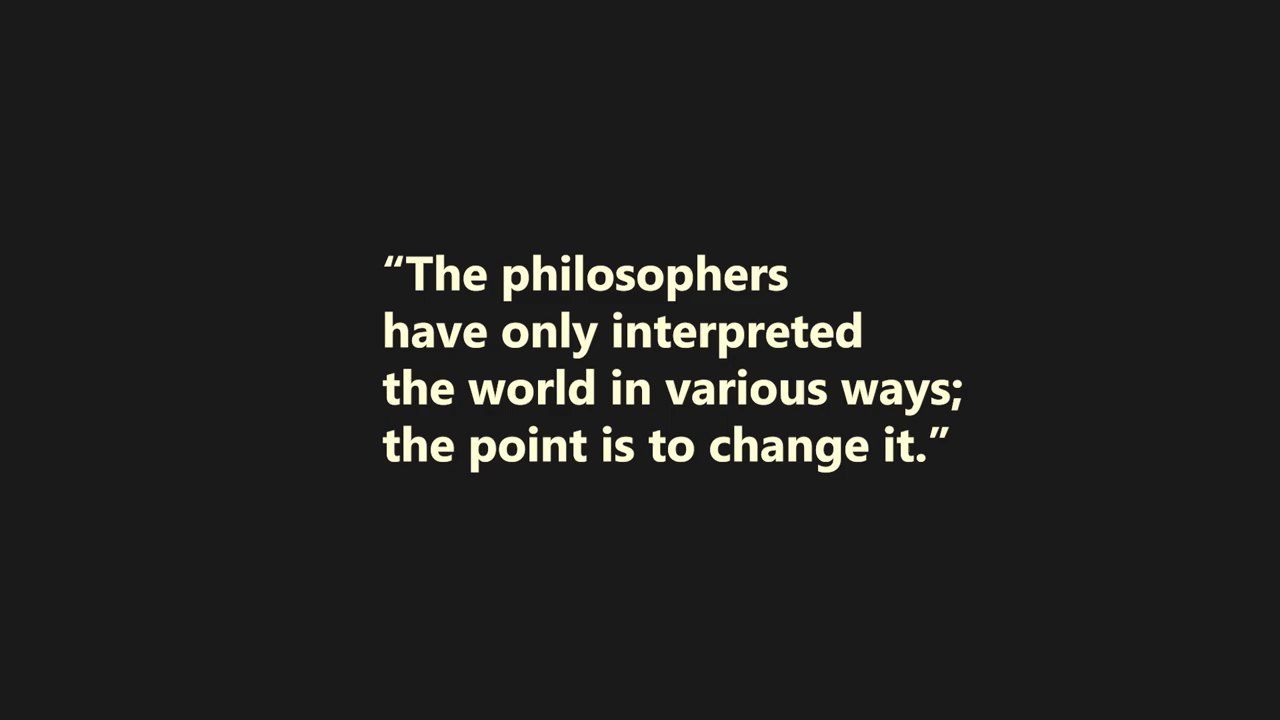 “The philosophers
have only interpreted
the world in various ways;
the point is to change it.”